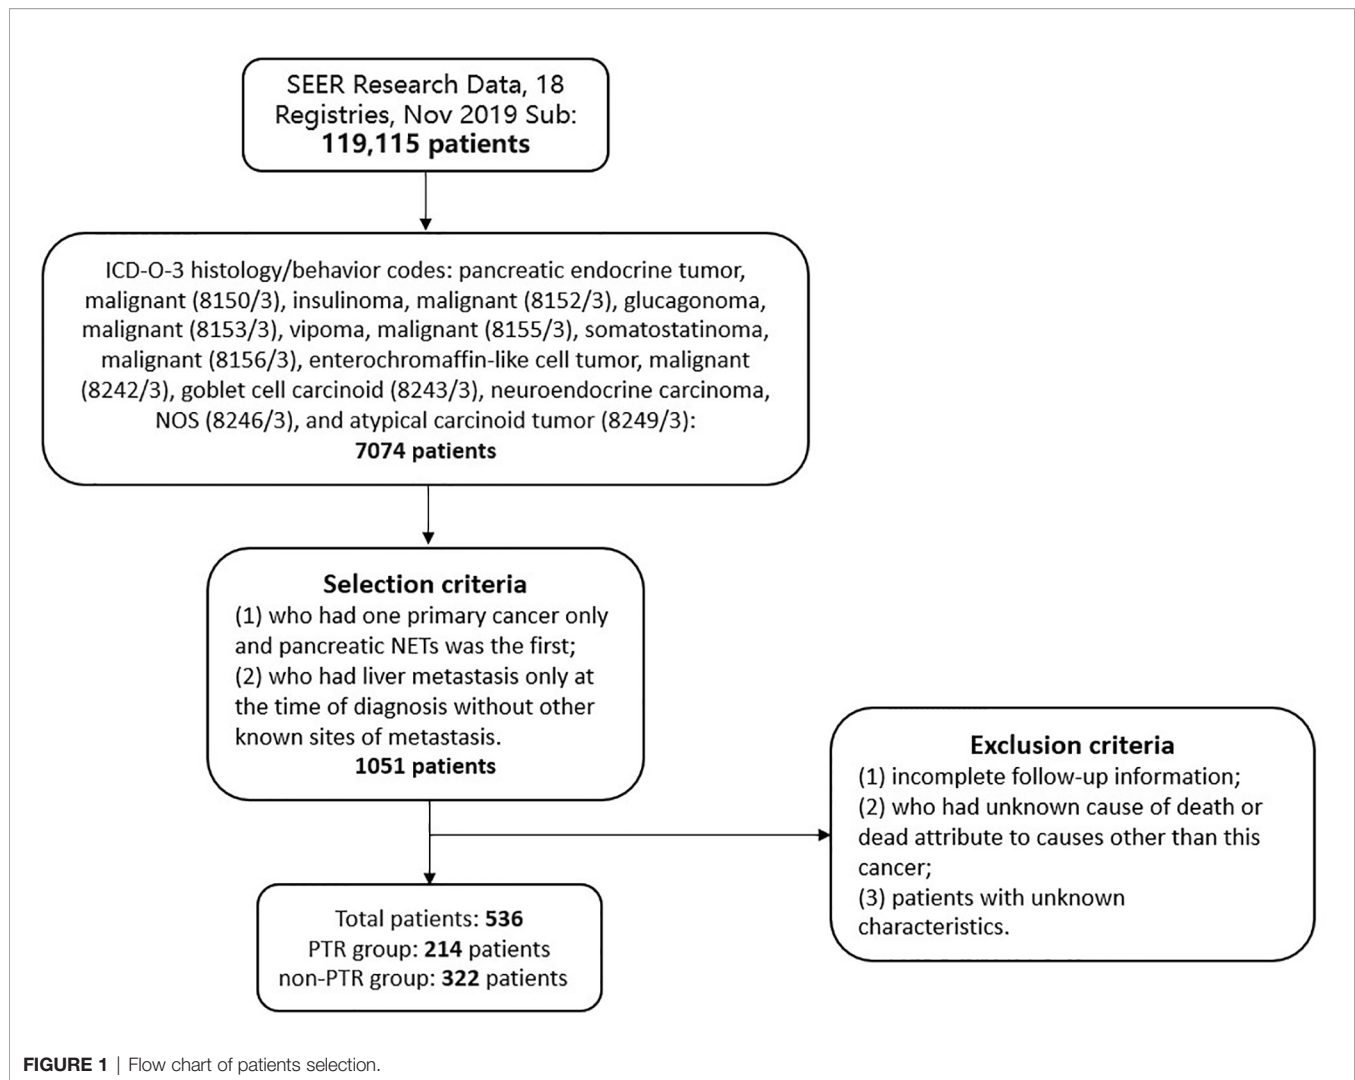 SEER Research Data, 18
Registries, Nov 2019 Sub:
119,115 patients
ICD-O-3 histology/behavior codes: pancreatic endocrine tumor,
malignant (8150/3), insulinoma, malignant (8152/3), glucagonoma,
malignant (8153/3), vipoma, malignant (8155/3), somatostatinoma,
malignant (8156/3), enterochromaffin-like cell tumor, malignant
(8242/3), goblet cell carcinoid (8243/3), neuroendocrine carcinoma,
NOS (8246/3), and atypical carcinoid tumor (8249/3):
7074 patients
Selection criteria
(1) who had one primary cancer only
and pancreatic NETs was the first;
(2) who had liver metastasis only at
the time of diagnosis without other
known sites of metastasis.
1051 patients
Exclusion criteria
(1) incomplete follow-up information;
(2) who had unknown cause of death or
dead attribute to causes other than this
cancer;
(3) patients with unknown
characteristics.
Total patients: 536
PTR group: 214 patients
non-PTR group: 322 patients
FIGURE 1 | Flow chart of patients selection.